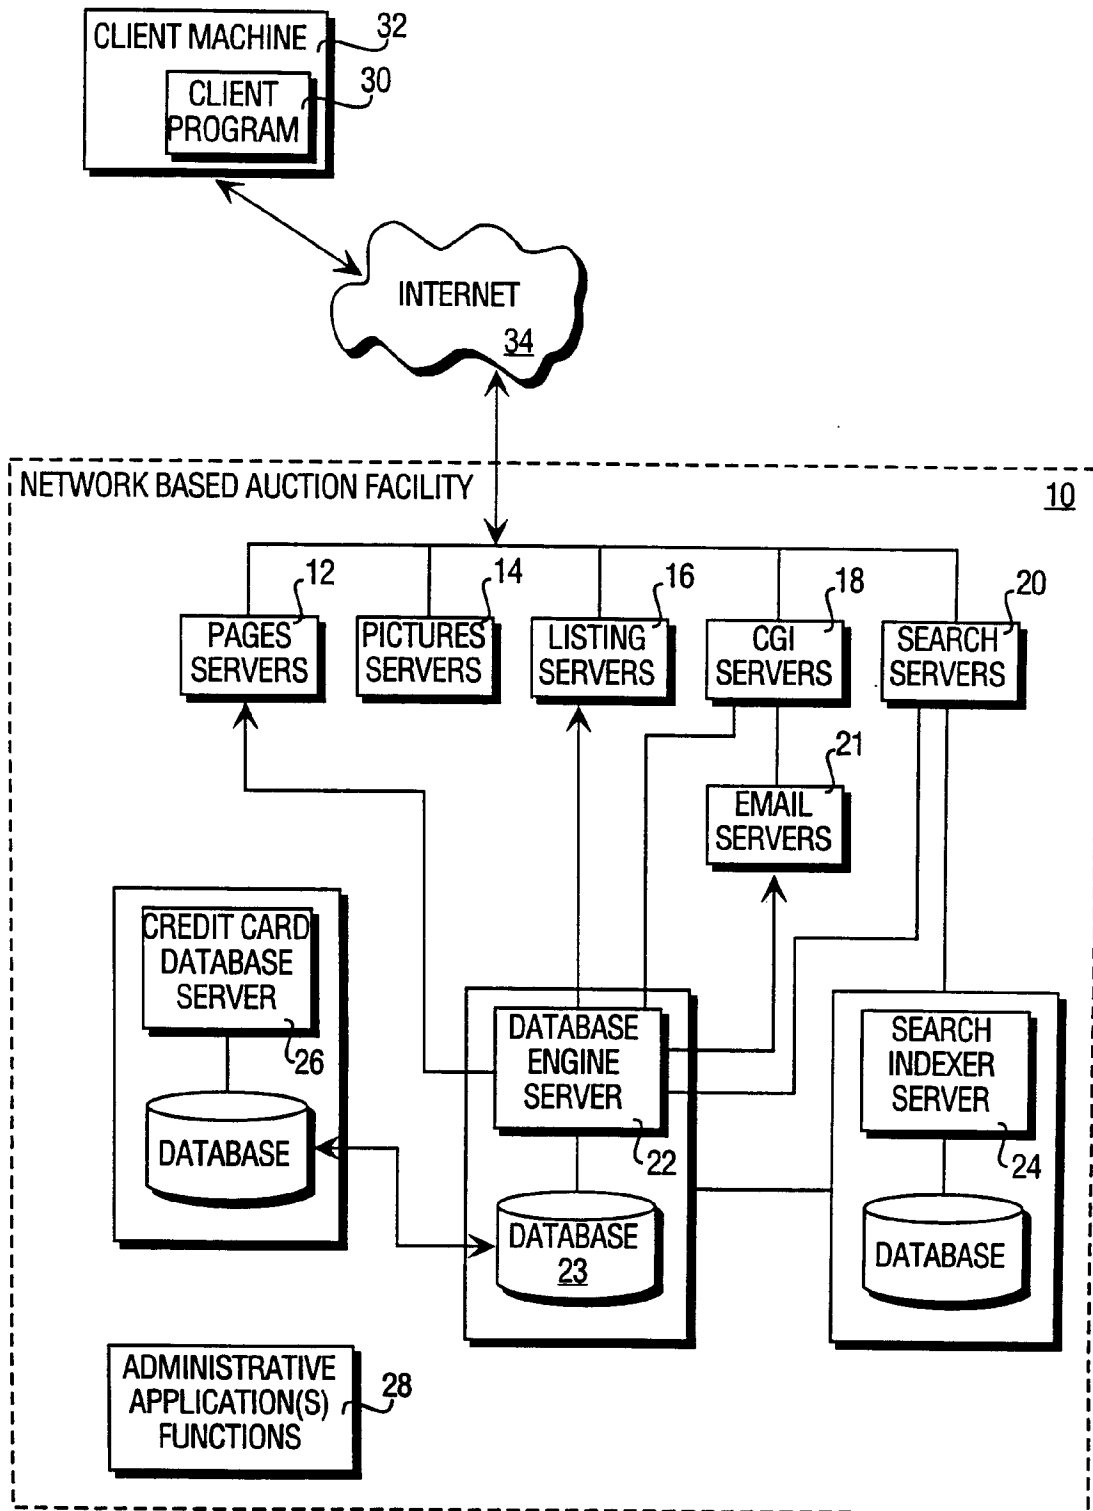 CLIENT MACHINE
32
CLIENT
PROGRAM
30
INTERNET
34
NETWORK BASED AUCTION FACILITY
10
12
14
16
18
20
PAGES
SERVERS
PICTURES
SERVERS
LISTING
SERVERS
CGI
SERVERS
SEARCH
SERVERS
21
EMAIL
SERVERS
CREDIT CARD
DATABASE
SERVER
26
DATABASE
DATABASE
ENGINE
SERVER
22
DATABASE
23
SEARCH
INDEXER
SERVER
24
DATABASE
ADMINISTRATIVE
APPLICATION(S)
FUNCTIONS
28